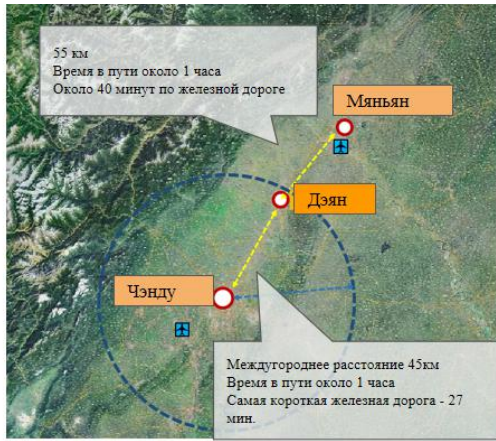 55 км
Время в пути около 1 часа
Около 40 минут по железной дороге
Мяньян
Дэян
Чэнду
Междугороднее расстояние 45км
Время в пути около 1 часа
Самая короткая железная дорога - 27
мин.